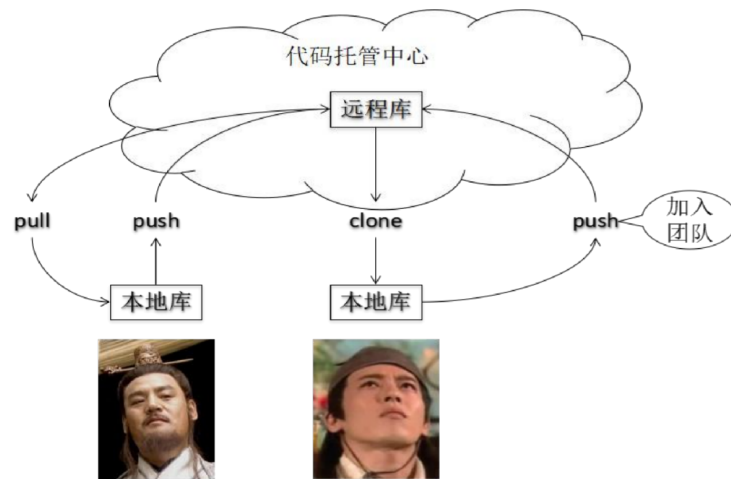 代码托管中心
远程库
pull
push
clone
push
加入
团队
本地库
本地库